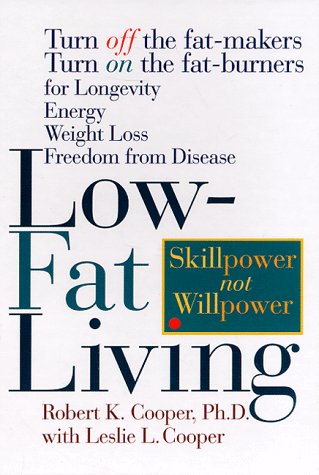 Turn off the fat-makers
Turn on the fat-burners
for Longevity
Energy
Weight Loss
Freedom from Disease
Low-
Fat
Living
Skillpower
not
Willpower
Robert K. Cooper, Ph.D.
with Leslie L. Cooper